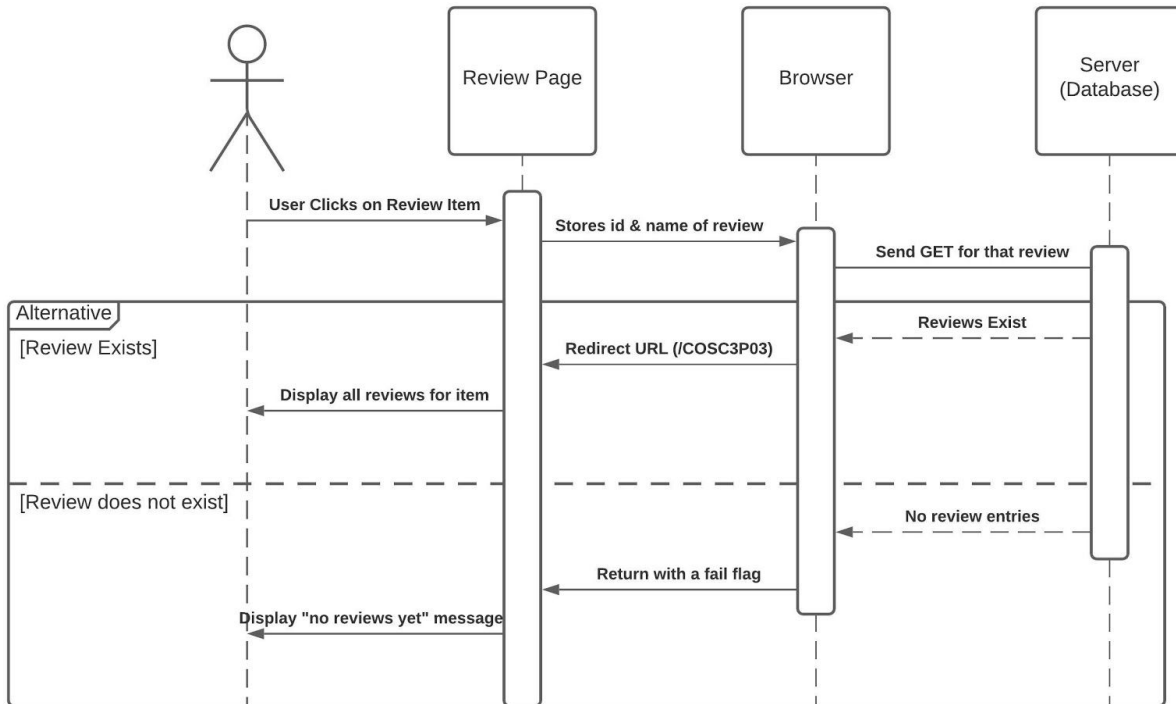 Review Page
Browser
Server
(Database)
User Clicks on Review Item
Stores id & name of review
Send GET for that review
Alternative
[Review Exists]
Reviews Exist
Redirect URL (/COSC3P03)
Display all reviews for item
[Review does not exist]
No review entries
Return with a fail flag
Display "no reviews yet" message